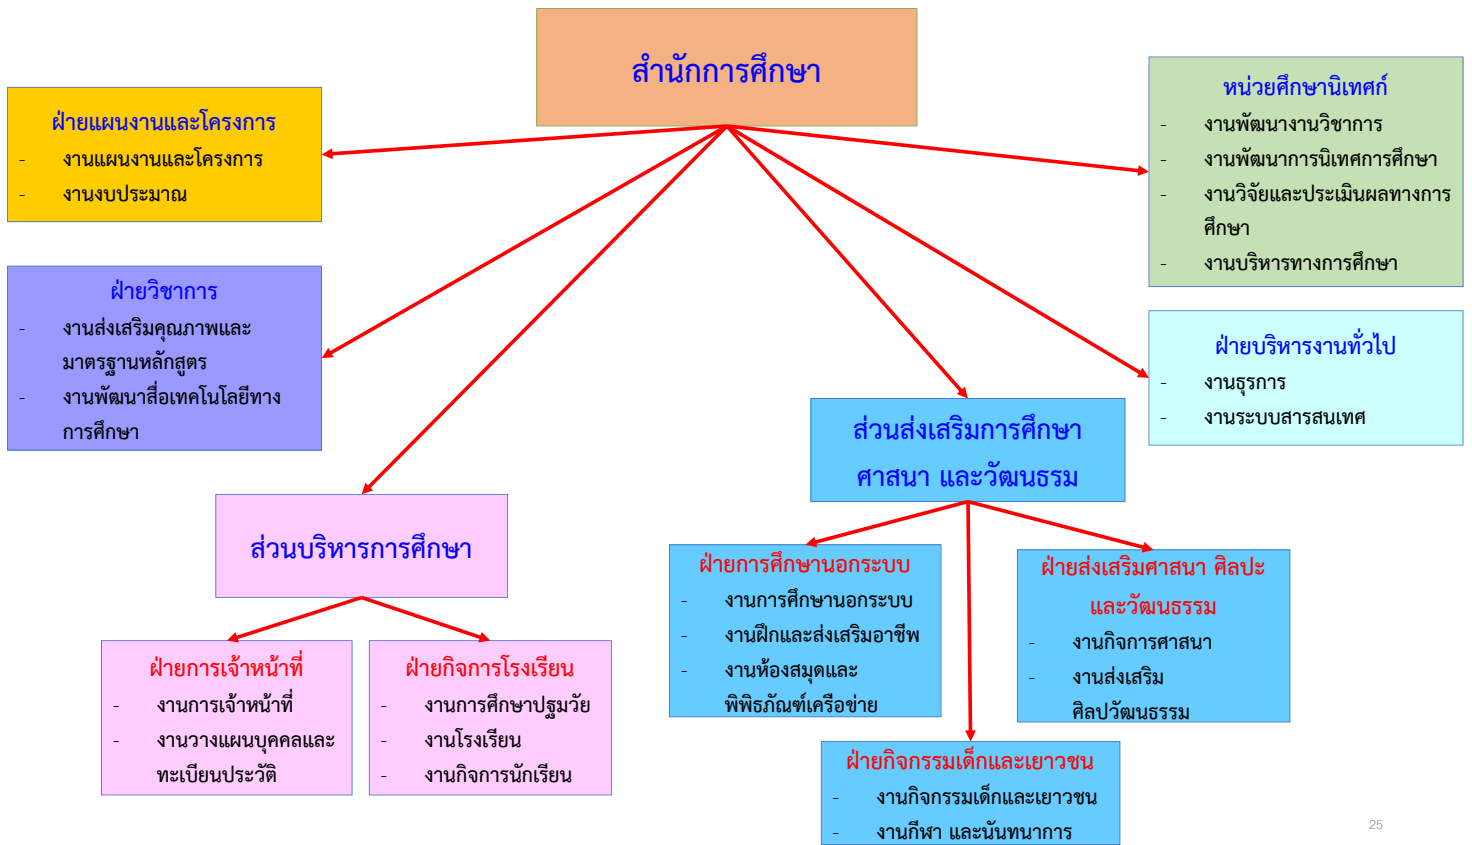 สำนักการศึกษา
ฝ่ายแผนงานและโครงการ
- งานแผนงานและโครงการ
- งานงบประมาณ
หน่วยศึกษานิเทศก์
- งานพัฒนางานวิชาการ
- งานพัฒนาการนิเทศการศึกษา
- งานวิจัยและประเมินผลทางการ
ศึกษา
- งานบริหารทางการศึกษา
ฝ่ายวิชาการ
- งานส่งเสริมคุณภาพและ
มาตรฐานหลักสูตร
- งานพัฒนาสื่อเทคโนโลยีทาง
การศึกษา
ฝ่ายบริหารงานทั่วไป
- งานธุรการ
- งานระบบสารสนเทศ
ส่วนส่งเสริมการศึกษา
ศาสนา และวัฒนธรม
ส่วนบริหารการศึกษา
ฝ่ายการเจ้าหน้าที่
- งานการเจ้าหน้าที่
- งานวางแผนบุคคลและ
ทะเบียนประวัติ
ฝ่ายกิจการโรงเรียน
- งานการศึกษาปฐมวัย
- งานโรงเรียน
- งานกิจการนักเรียน
ฝ่ายการศึกษานอกระบบ
- งานการศึกษานอกระบบ
- งานฝึกและส่งเสริมอาชีพ
- งานห้องสมุดและ
พิพิธภัณฑ์เครือข่าย
ฝ่ายส่งเสริมศาสนา ศิลปะ
และวัฒนธรรม
- งานกิจการศาสนา
- งานส่งเสริม
ศิลปวัฒนธรรม
ฝ่ายกิจกรรมเด็กและเยาวชน
- งานกิจกรรมเด็กและเยาวชน
- งานกีฬา และนันทนาการ
25